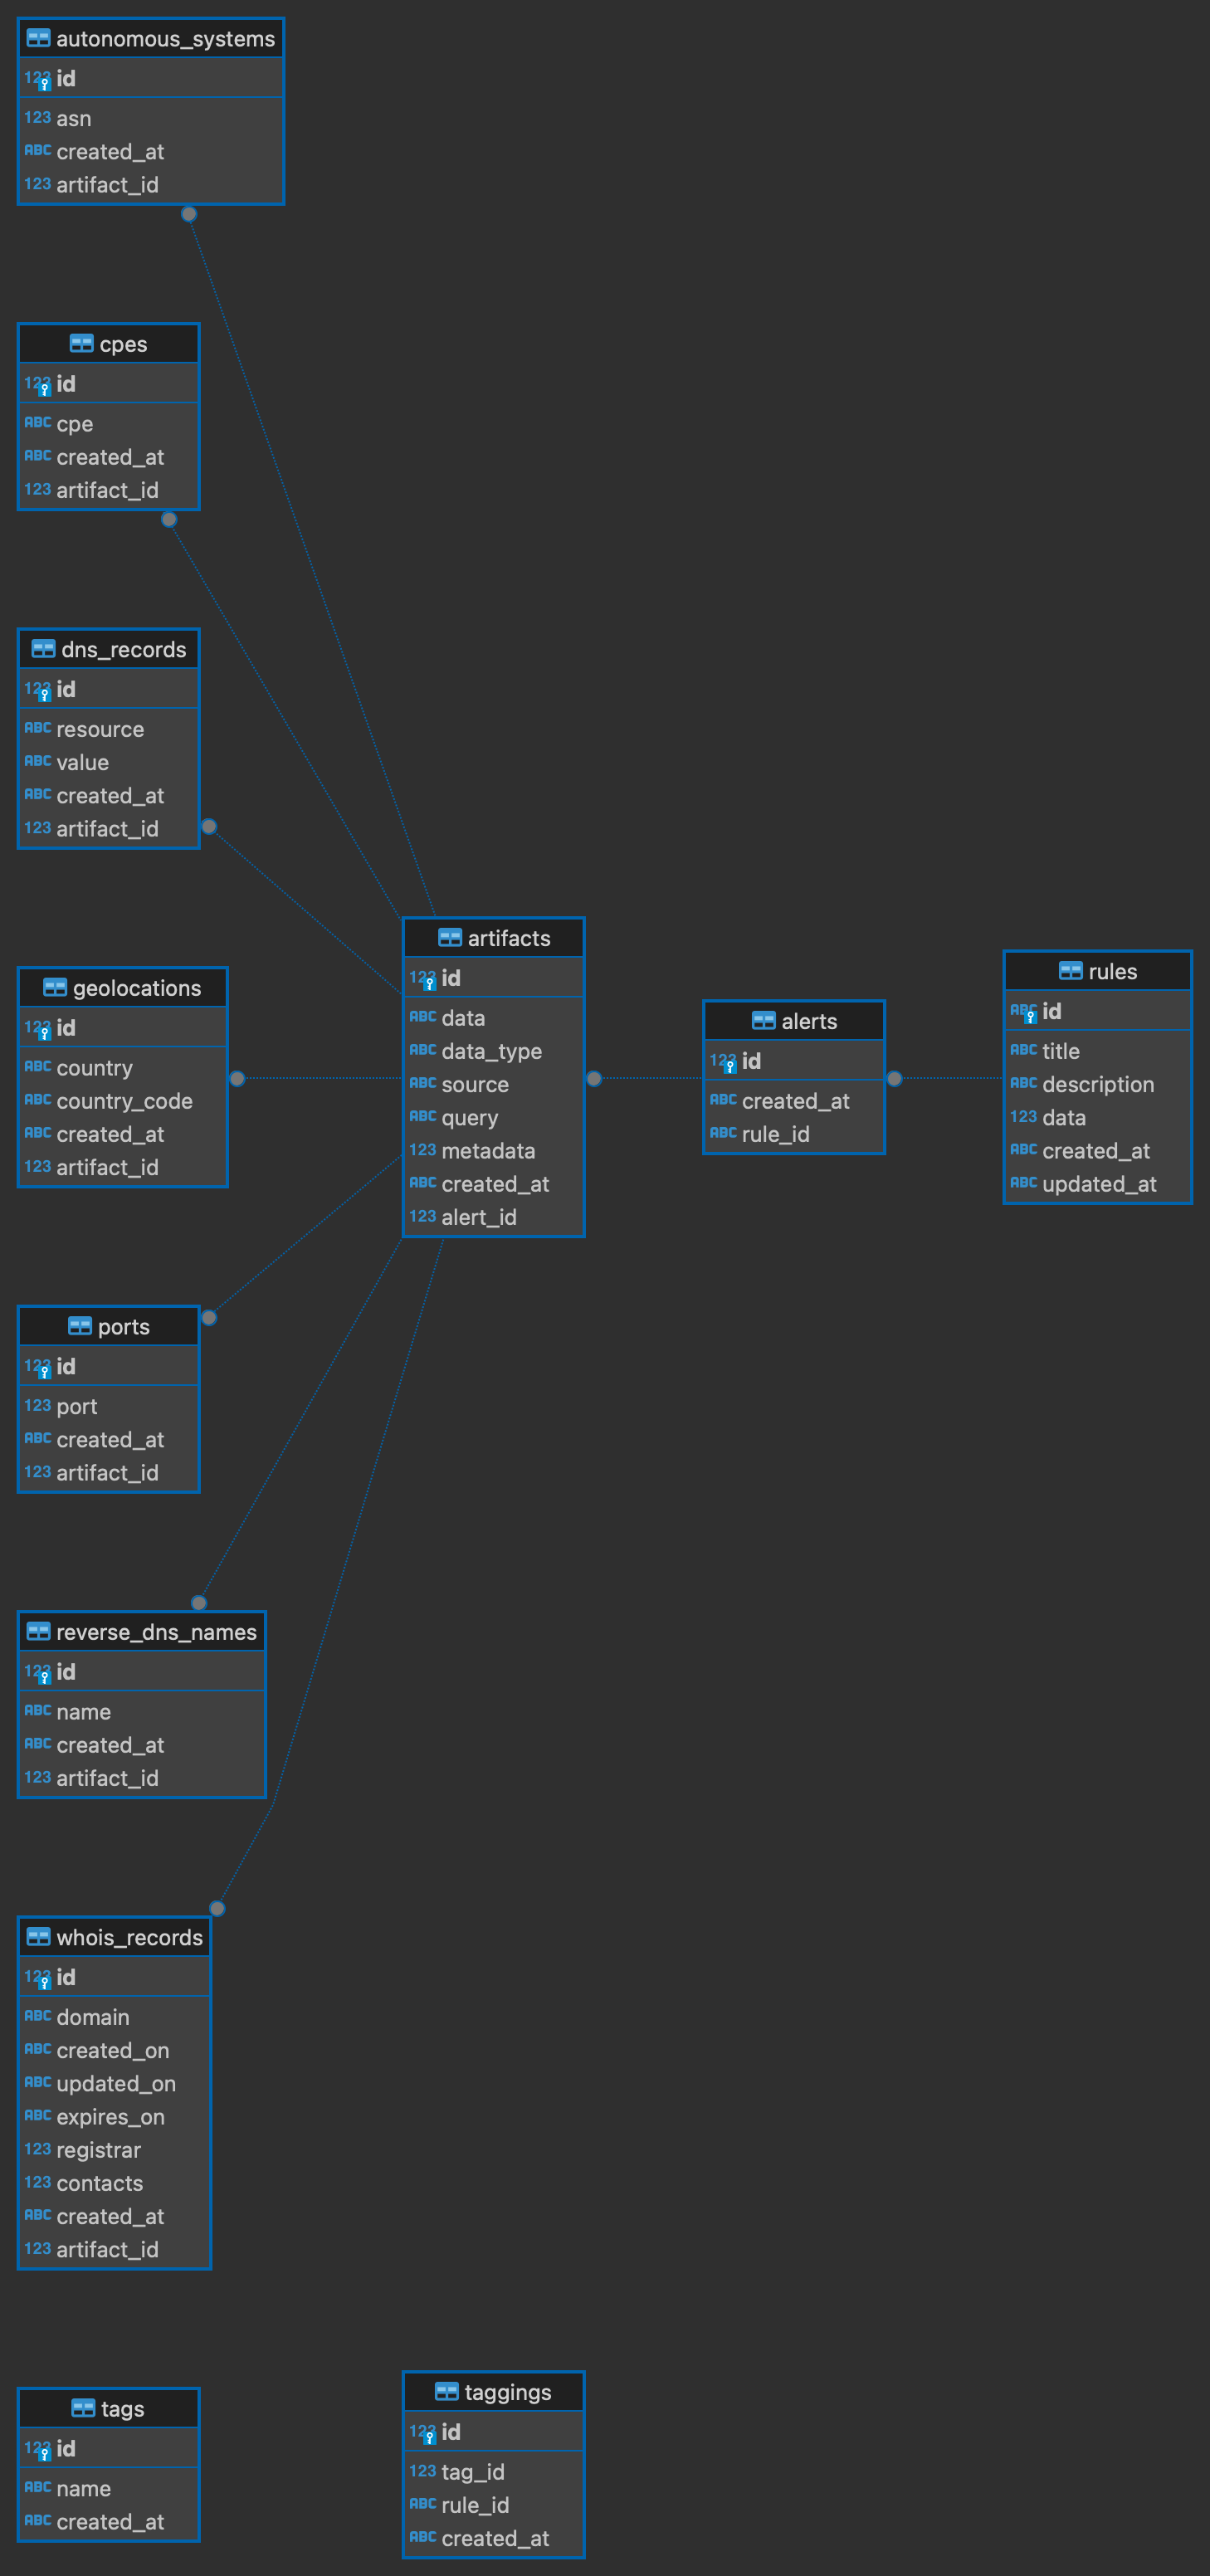 autonomous_systems
123 id
123 asn
ABC created_at
123 artifact_id
cpes
123 id
ABC cpe
ABC created_at
123 artifact_id
dns_records
123 id
ABC resource
ABC value
ABC created_at
123 artifact_id
geolocations
123 id
ABC country
ABC country_code
ABC created_at
123 artifact_id
ports
123 id
123 port
ABC created_at
123 artifact_id
reverse_dns_names
123 id
ABC name
ABC created_at
123 artifact_id
whois_records
123 id
ABC domain
ABC created_on
ABC updated_on
ABC expires_on
123 registrar
123 contacts
ABC created_at
123 artifact_id
tags
123 id
ABC name
ABC created_at
artifacts
123 id
ABC data
ABC data_type
ABC source
ABC query
123 metadata
ABC created_at
123 alert_id
taggings
123 id
123 tag_id
ABC rule_id
ABC created_at
alerts
123 id
ABC created_at
ABC rule_id
rules
ABC id
ABC title
ABC description
123 data
ABC created_at
ABC updated_at